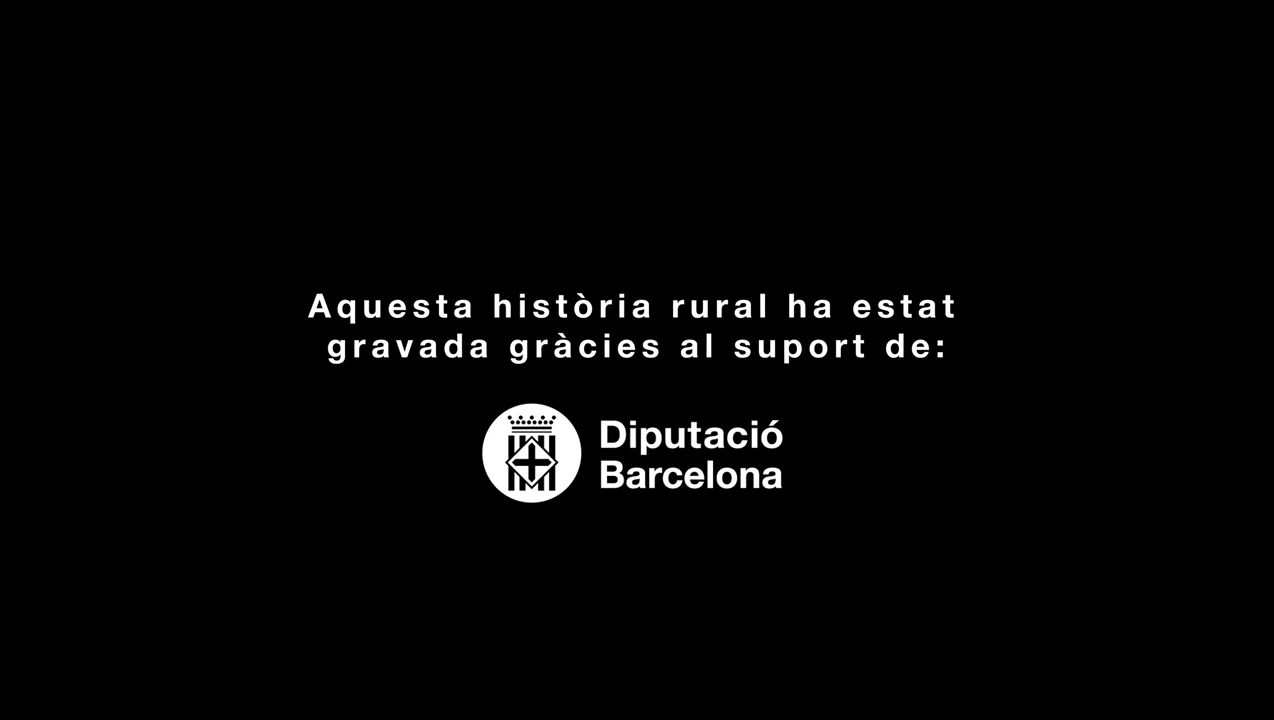 Aquesta història rural ha estat
gravada gràcies al suport de:
Diputació
Barcelona